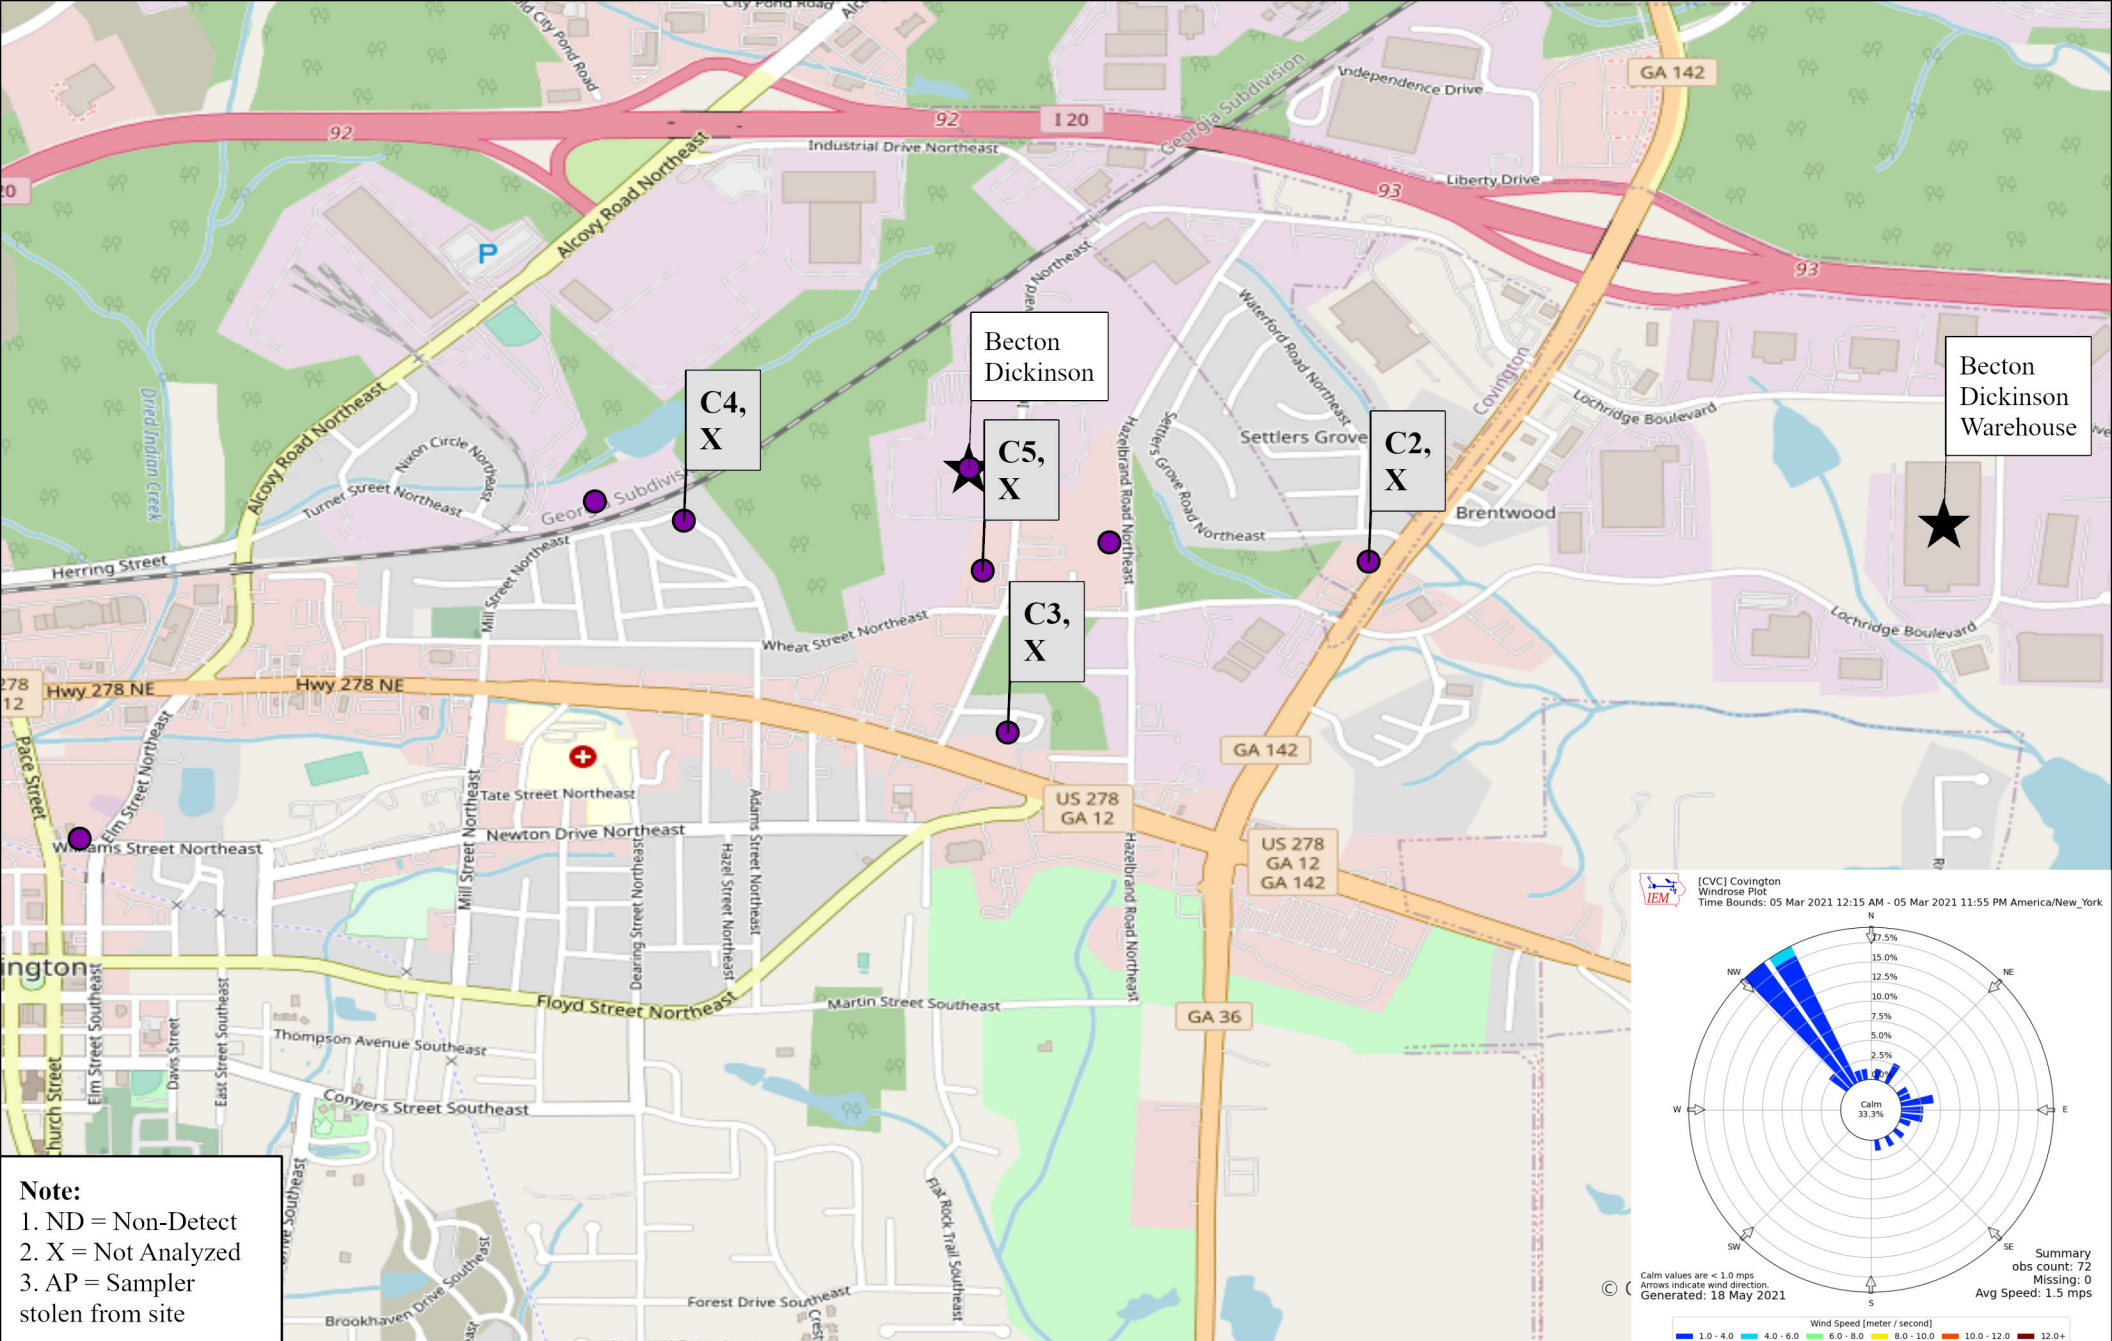 City Pond Road
Old City Pond Road
GA 142
Independence Drive
Georgia Subdivision
92
92
I 20
Industrial Drive Northeast
Alcovy Road Northeast
Liberty Drive
93
93
20
P
Becton
Dickinson
Becton
Dickinson
Warehouse
Waterford Road Northeast
Covington
Lochridge Boulevard
C4,
X
C5,
X
C2,
X
Settlers Grove
Settlers Grove Road Northeast
Hazelbrand Road Northeast
Brentwood
Dried Indian Creek
Alcovy Road Northeast
Nixon Circle Northeast
Turner Street Northeast
Herring Street
Mill Street Northeast
C3,
X
Wheat Street Northeast
Lochridge Boulevard
278
12
Hwy 278 NE
Hwy 278 NE
GA 142
Pace Street
Elm Street Northeast
Williams Street Northeast
Tate Street Northeast
Newton Drive Northeast
Mill Street Northeast
Adams Street Northeast
Hazel Street Northeast
Dearing Street Northeast
US 278
GA 12
US 278
GA 12
GA 142
Hazelbrand Road Northeast
ington
Floyd Street Northeast
Martin Street Southeast
GA 36
Elm Street Southeast
Davis Street
East Street Southeast
Church Street
Thompson Avenue Southeast
Conyers Street Southeast
Flat Rock Trail Southeast
Forest Drive Southeast
Brookhaven Drive Southeast
Note:
1. ND = Non-Detect
2. X = Not Analyzed
3. AP = Sampler
stolen from site
IEM
[CVC] Covington
Windrose Plot
Time Bounds: 05 Mar 2021 12:15 AM - 05 Mar 2021 11:55 PM America/New_York
N
17.5%
15.0%
12.5%
10.0%
7.5%
5.0%
2.5%
0.0%
NW
NE
W
E
Calm
33.3%
SW
SE
S
Summary
obs count: 72
Missing: 0
Avg Speed: 1.5 mps
Calm values are < 1.0 mps
Arrows indicate wind direction.
Generated: 18 May 2021
Wind Speed [meter / second]
1.0 - 4.0 4.0 - 6.0 6.0 - 8.0 8.0 - 10.0 10.0 - 12.0 12.0+